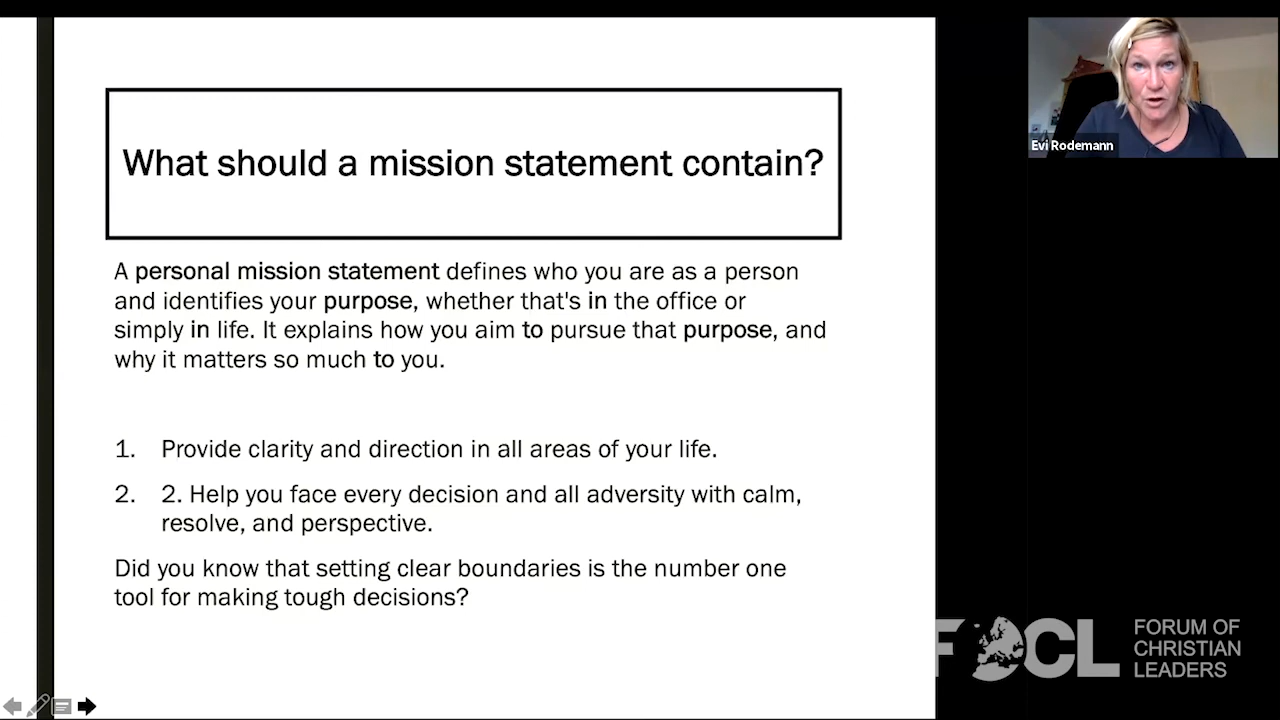 What should a mission statement contain?
A personal mission statement defines who you are as a person
and identifies your purpose, whether that's in the office or
simply in life. It explains how you aim to pursue that purpose, and
why it matters so much to you.
1. Provide clarity and direction in all areas of your life.
2. 2. Help you face every decision and all adversity with calm,
resolve, and perspective.
Did you know that setting clear boundaries is the number one
tool for making tough decisions?
Evi Rodemann
FOCL
FORUM OF
CHRISTIAN
LEADERS